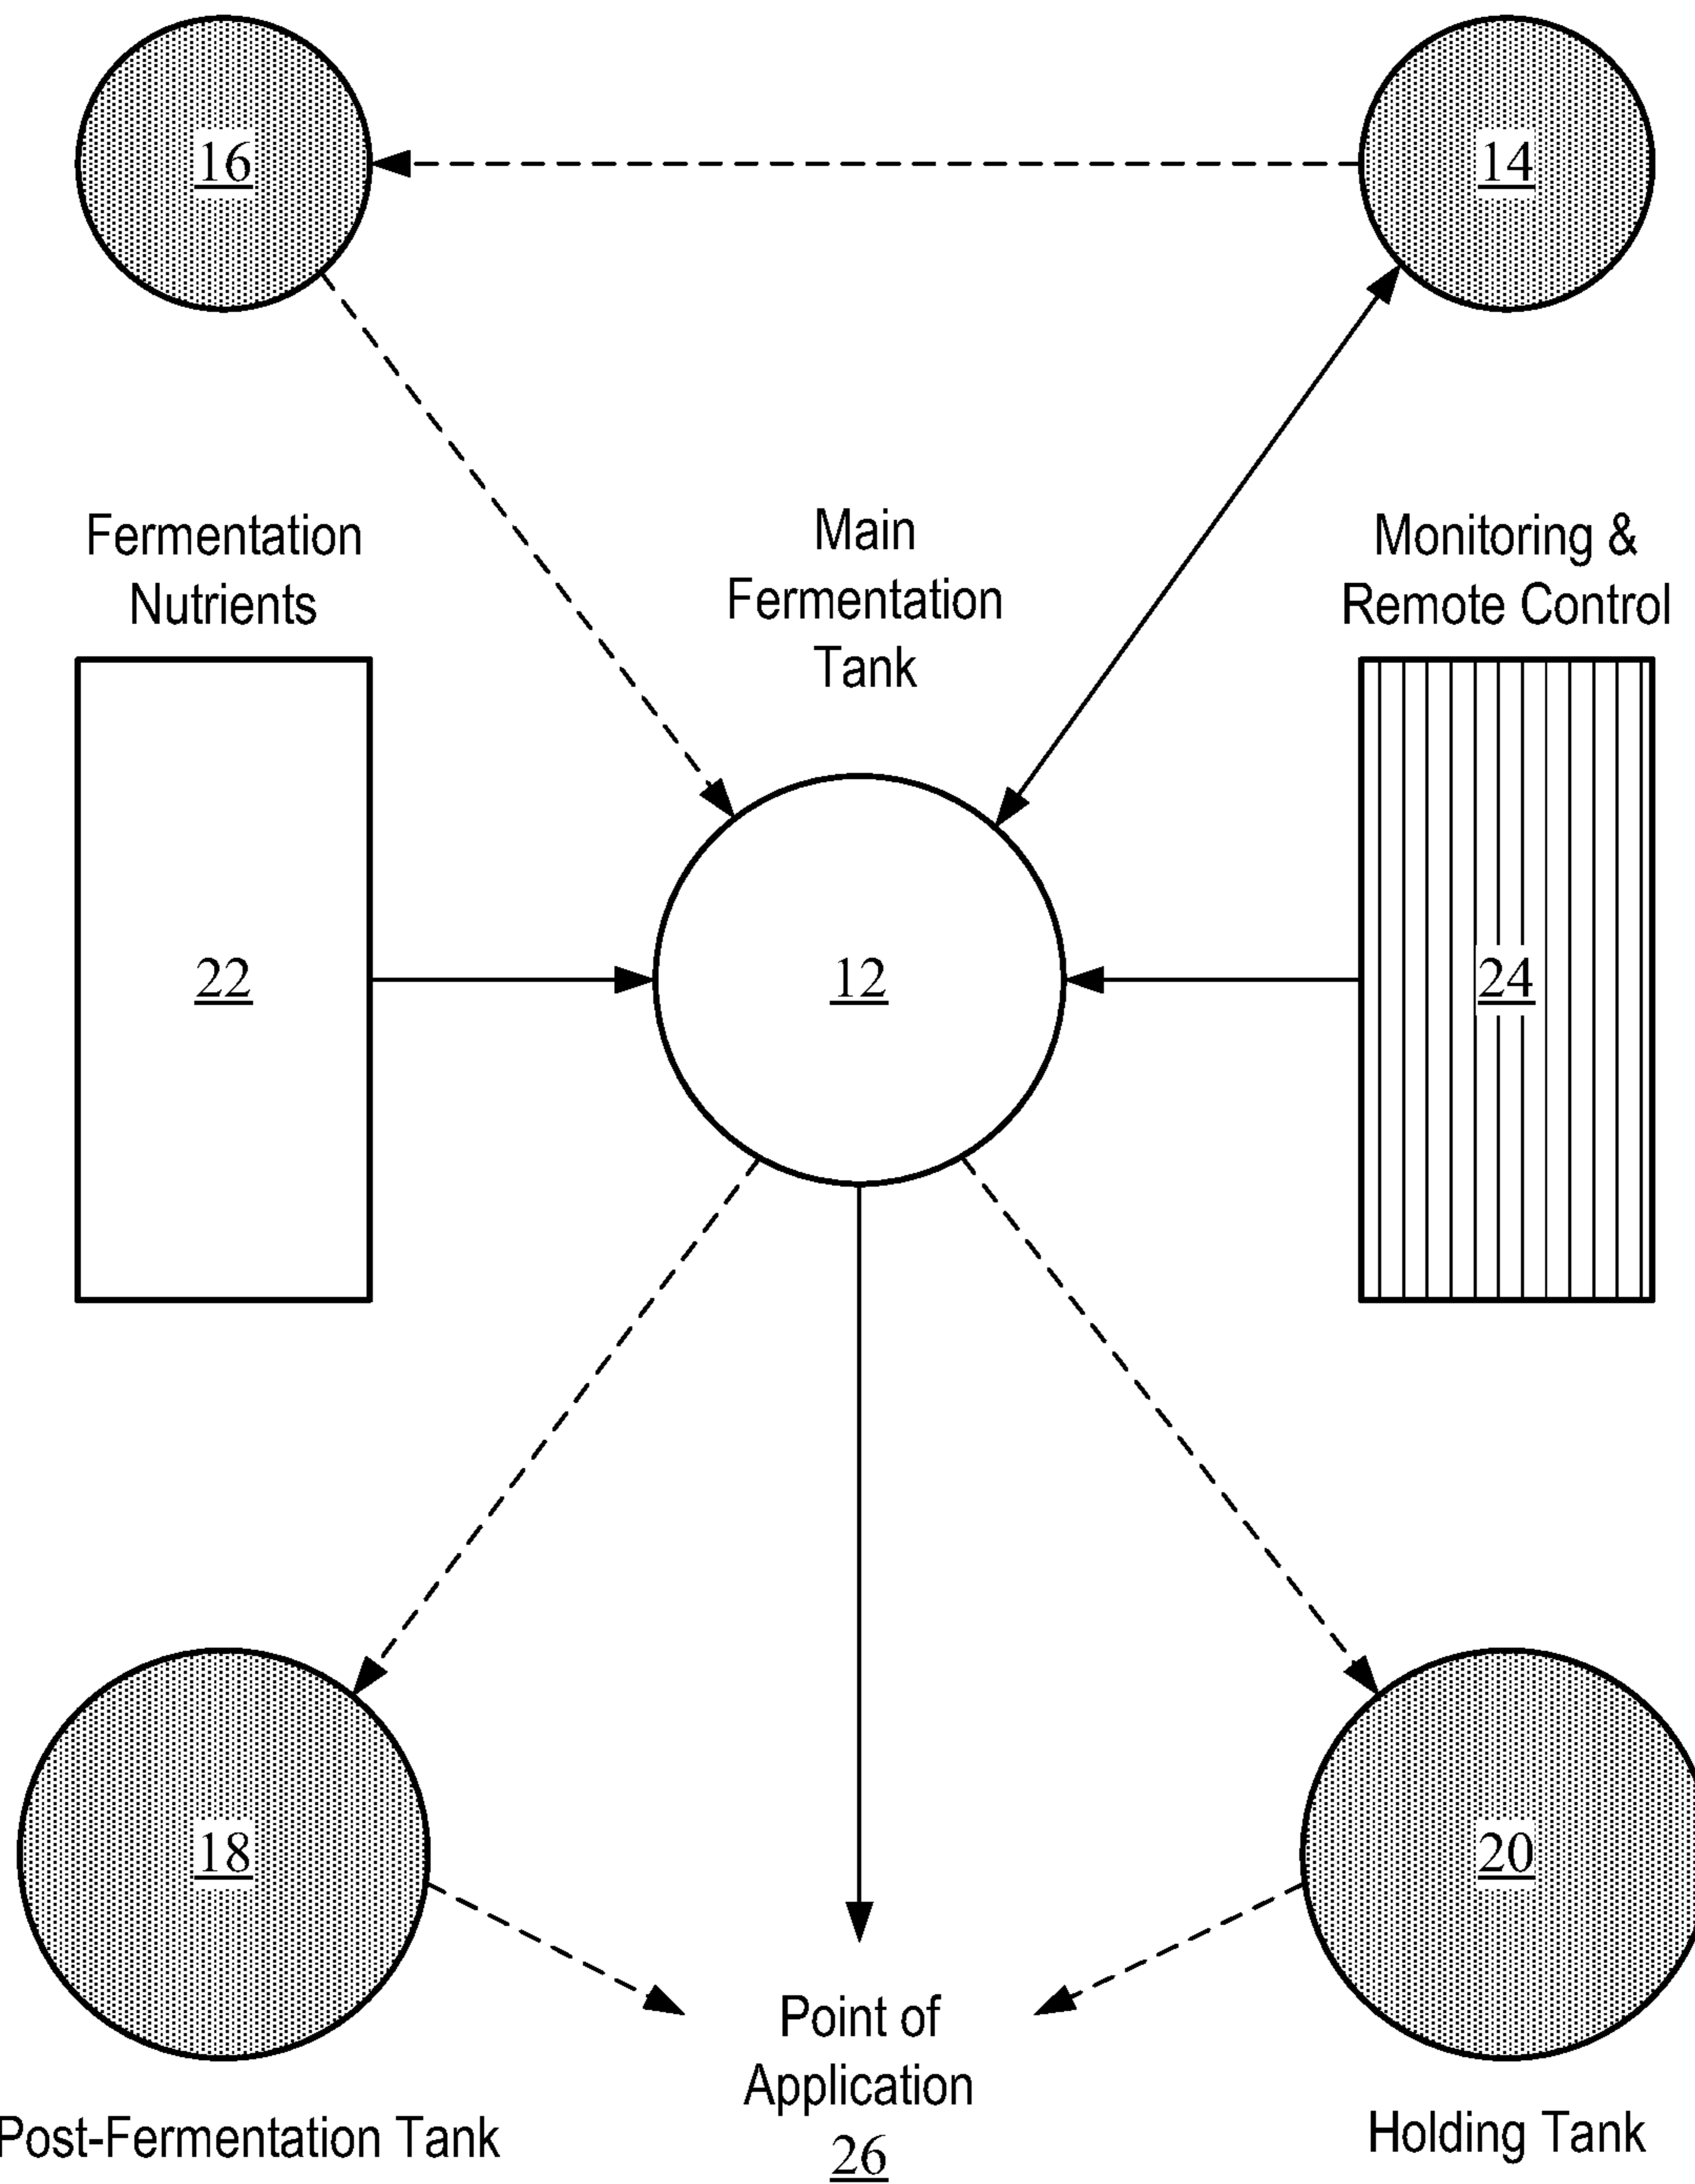 16
14
Fermentation
Nutrients
Main
Fermentation
Tank
Monitoring &
Remote Control
22
12
24
18
20
Point of
Application
26
Post-Fermentation Tank
Holding Tank